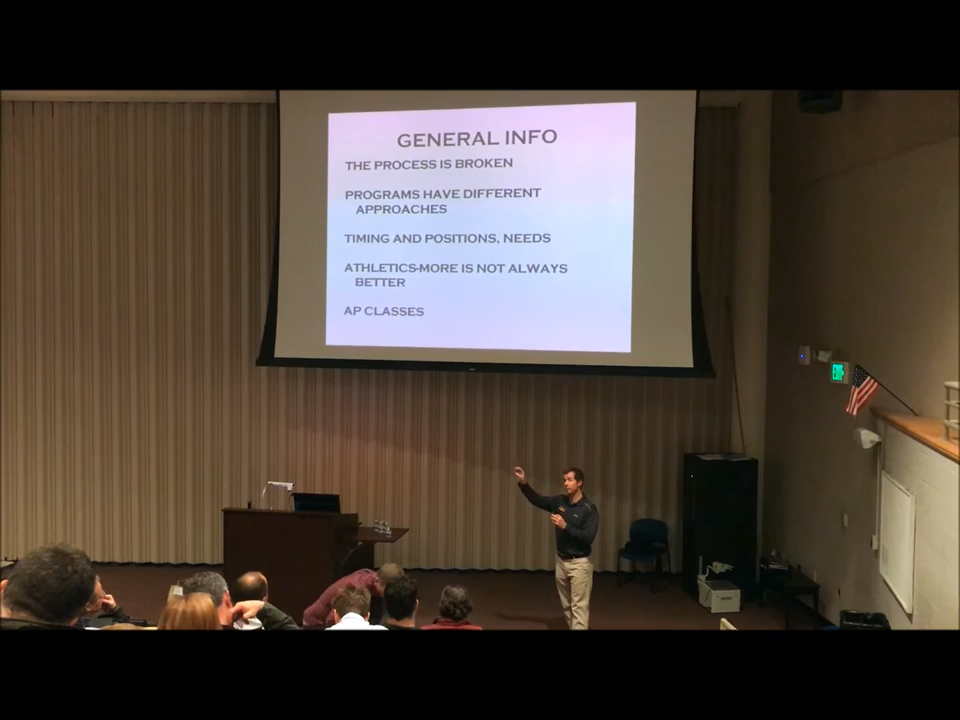 GENERAL INFO
THE PROCESS IS BROKEN
PROGRAMS HAVE DIFFERENT
APPROACHES
TIMING AND POSITIONS, NEEDS
ATHLETICS-MORE IS NOT ALWAYS
BETTER
AP CLASSES